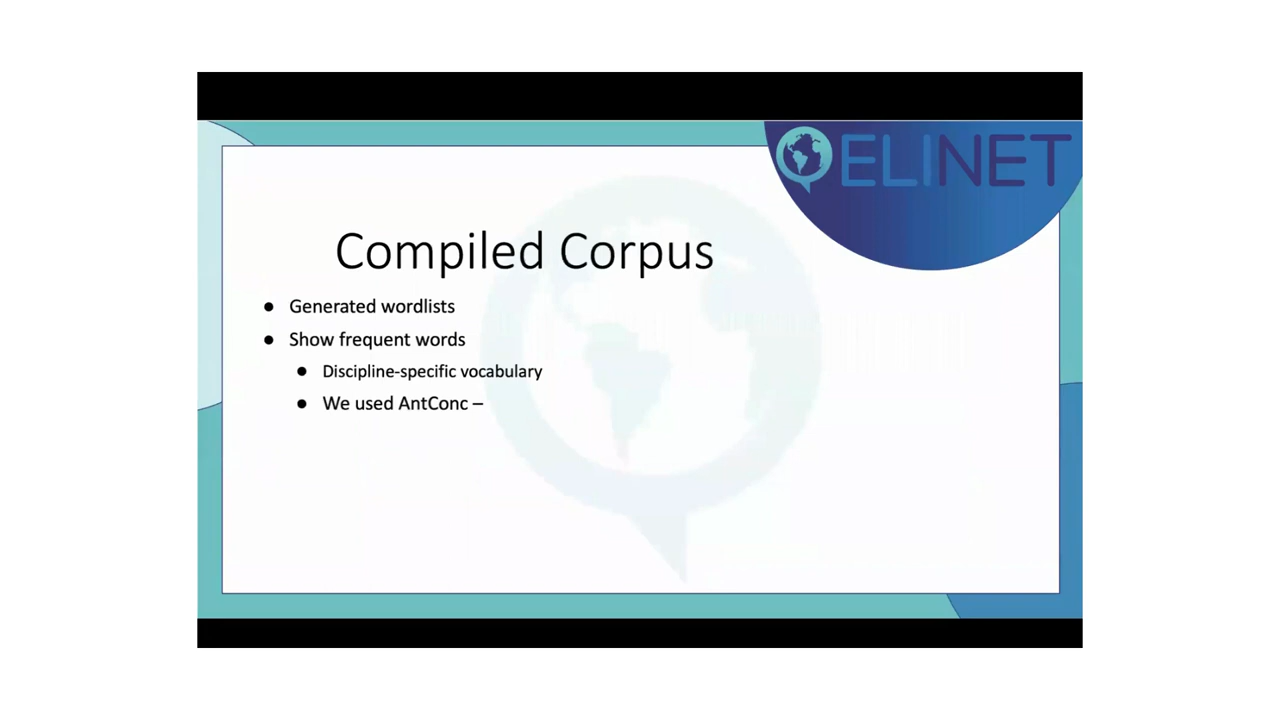 ELINET
Compiled Corpus
● Generated wordlists
● Show frequent words
● Discipline-specific vocabulary
● We used AntConc –